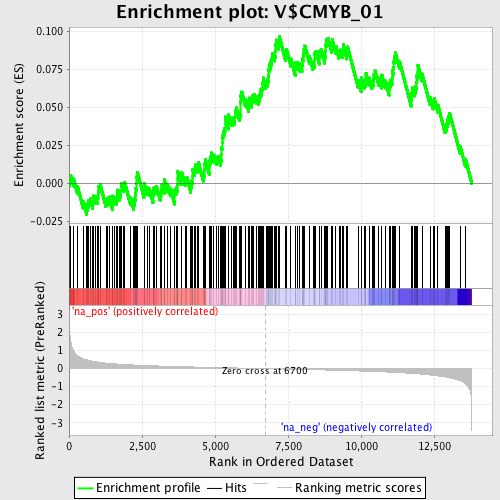 Enrichment plot: V$CMYB_01
Enrichment score (ES)
0.100
0.075
0.050
0.025
0.000
-0.025
'na_pos' (positively correlated)
Ranked list metric (PreRanked)
3
2
1
0
-1
-2
-3
Zero cross at 6700
'na_neg' (negatively correlated)
0
2,500
5,000
7,500
10,000
12,500
Rank in Ordered Dataset
Enrichment profile
Hits
Ranking metric scores